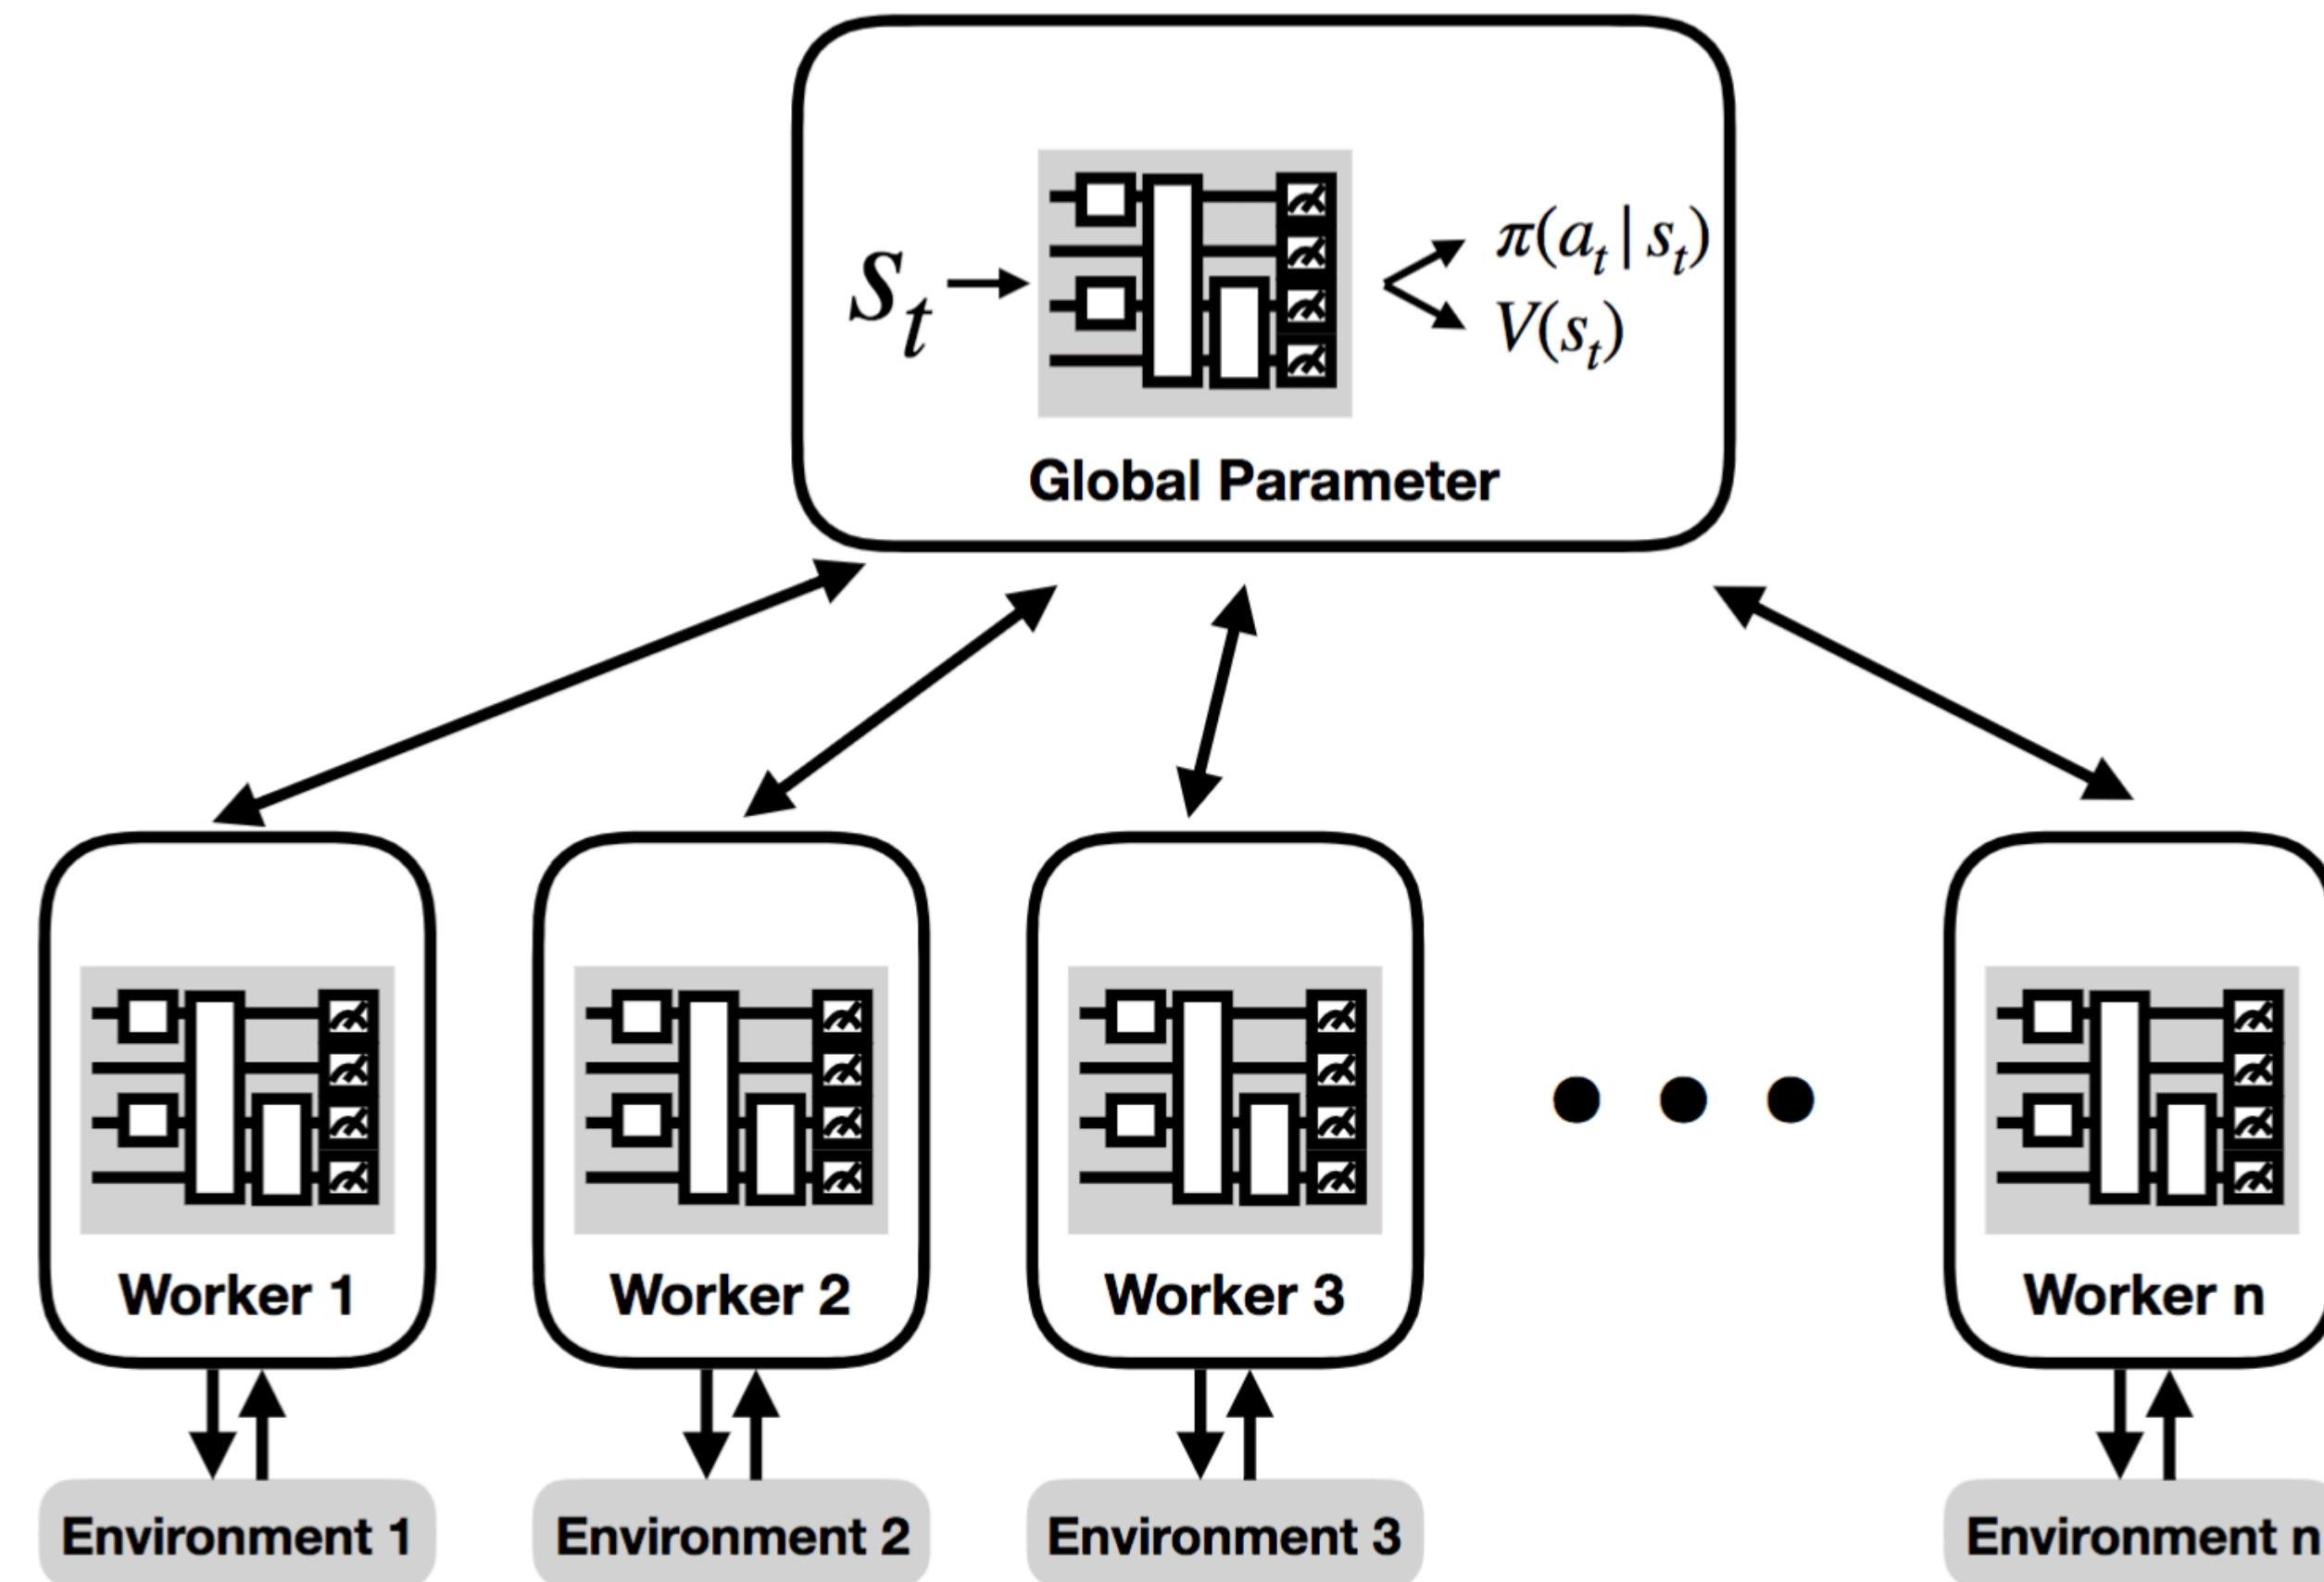 s_t
π(a_t | s_t)
V(s_t)
Global Parameter
Worker 1
Worker 2
Worker 3
Worker n
Environment 1
Environment 2
Environment 3
Environment n